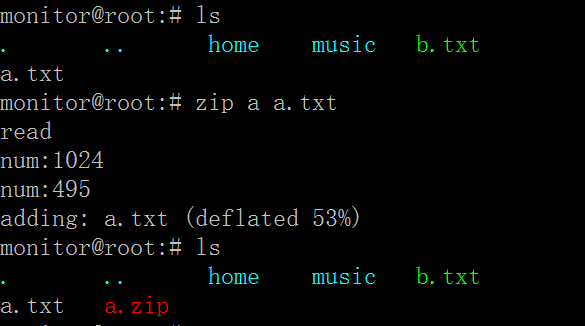 monitor@root:# ls
. .. home music b.txt
a.txt
monitor@root:# zip a a.txt
read
num:1024
num:495
adding: a.txt (deflated 53%)
monitor@root:# ls
. .. home music b.txt
a.txt a.zip